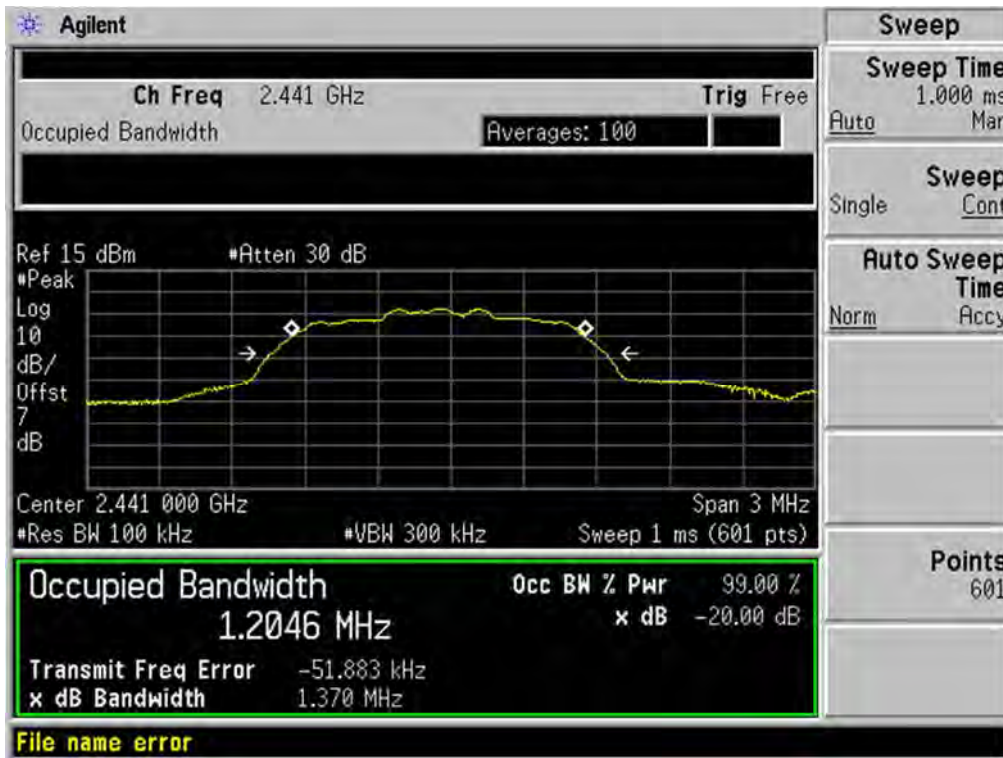 Agilent
Sweep
Ch Freq 2.441 GHz Trig Free
Occupied Bandwidth Averages: 100
Ref 15 dBm #Atten 30 dB
#Peak
Log
10
dB/
Offst
7
dB
Center 2.441 000 GHz Span 3 MHz
#Res BW 100 kHz #VBW 300 kHz Sweep 1 ms (601 pts)
Occupied Bandwidth
1.2046 MHz
Occ BW % Pwr 99.00 %
x dB -20.00 dB
Transmit Freq Error -51.883 kHz
x dB Bandwidth 1.370 MHz
File name error
Sweep Time
1.000 ms
Auto Man
Sweep
Single Cont
Auto Sweep
Time
Norm Accy
Points
601